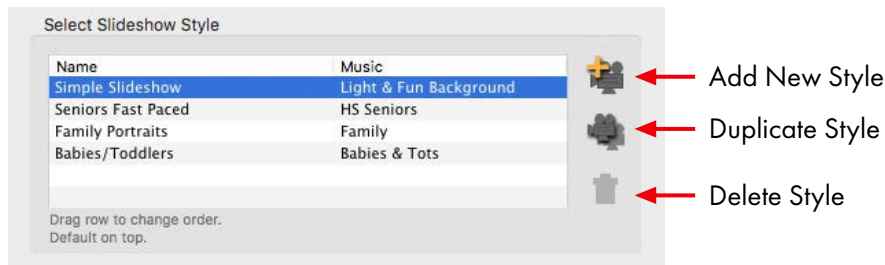 Select Slideshow Style
Name Music
Simple Slideshow Light & Fun Background
Seniors Fast Paced HS Seniors
Family Portraits Family
Babies/Toddlers Babies & Tots
Drag row to change order.
Default on top.
Add New Style
Duplicate Style
Delete Style